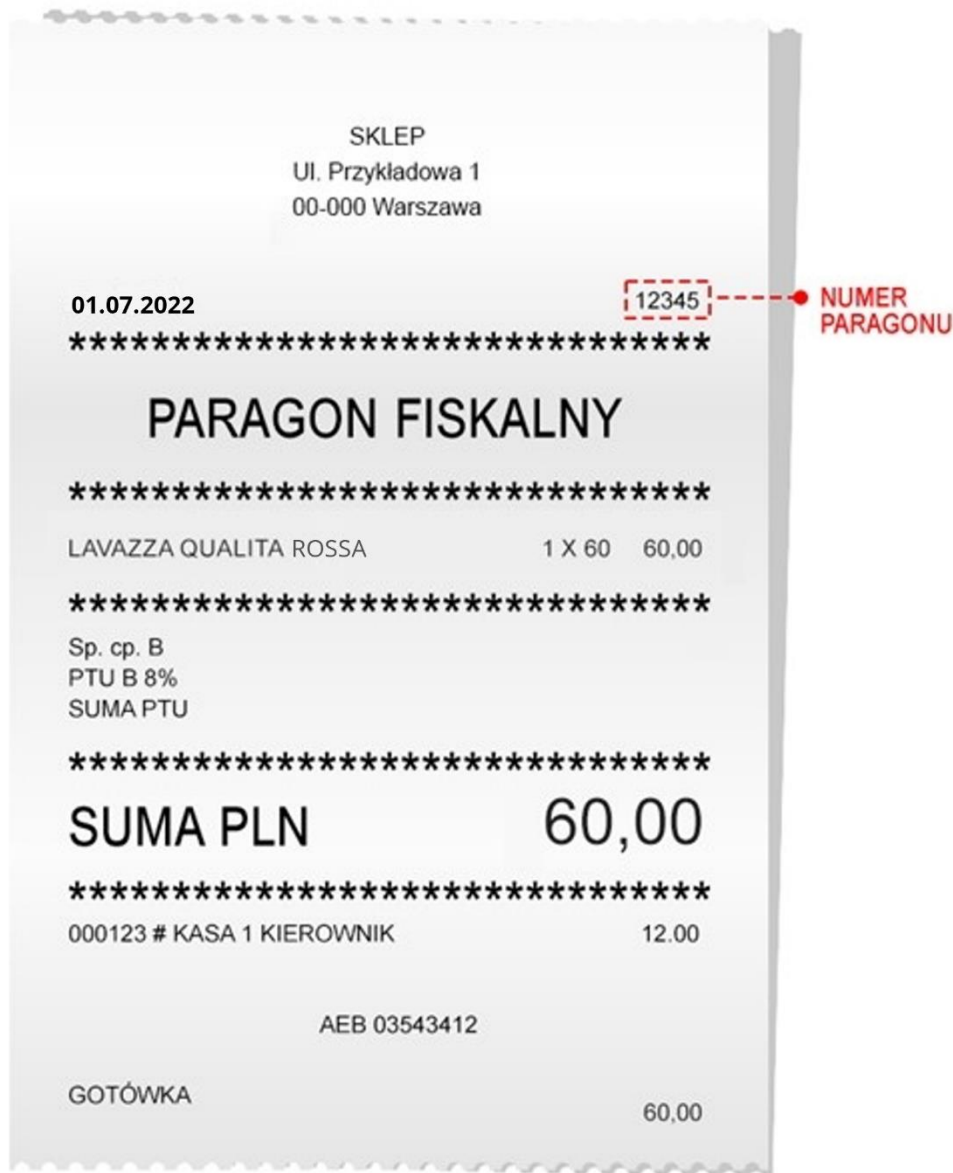 SKLEP
Ul. Przykładowa 1
00-000 Warszawa
01.07.2022 12345 NUMER
PARAGONU
*******************************
PARAGON FISKALNY
*******************************
LAVAZZA QUALITA ROSSA 1 X 60 60,00
*******************************
Sp. cp. B
PTU B 8%
SUMA PTU
*******************************
SUMA PLN 60,00
*******************************
000123 # KASA 1 KIEROWNIK 12.00
AEB 03543412
GOTÓWKA
60,00